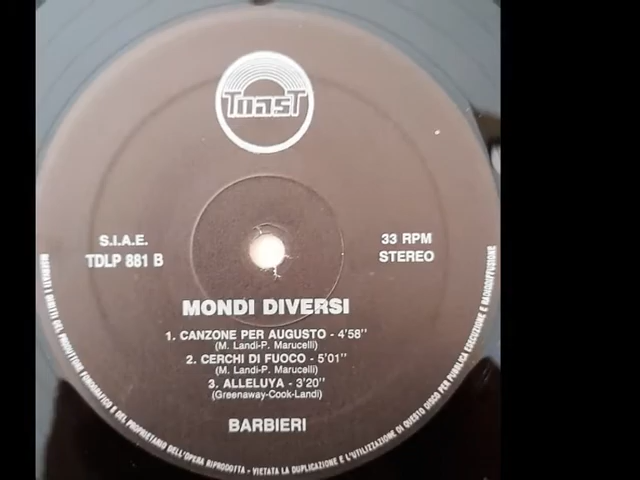 Toast
S.I.A.E.
TDLP 881 B
33 RPM
STEREO
MONDI DIVERSI
1. CANZONE PER AUGUSTO - 4'58''
(M. Landi-P. Marucelli)
2. CERCHI DI FUOCO - 5'01''
(M. Landi-P. Marucelli)
3. ALLELUYA - 3'20''
(Greenaway-Cook-Landi)
BARBIERI
RISERVATI I DIRITTI DEL PRODUTTORE FONOGRAFICO E DEL PROPRIETARIO DELL'OPERA RIPRODOTTA - VIETATA LA DUPLICAZIONE E L'UTILIZZAZIONE DI QUESTO DISCO PER PUBBLICA ESECUZIONE E RADIODIFFUSIONE